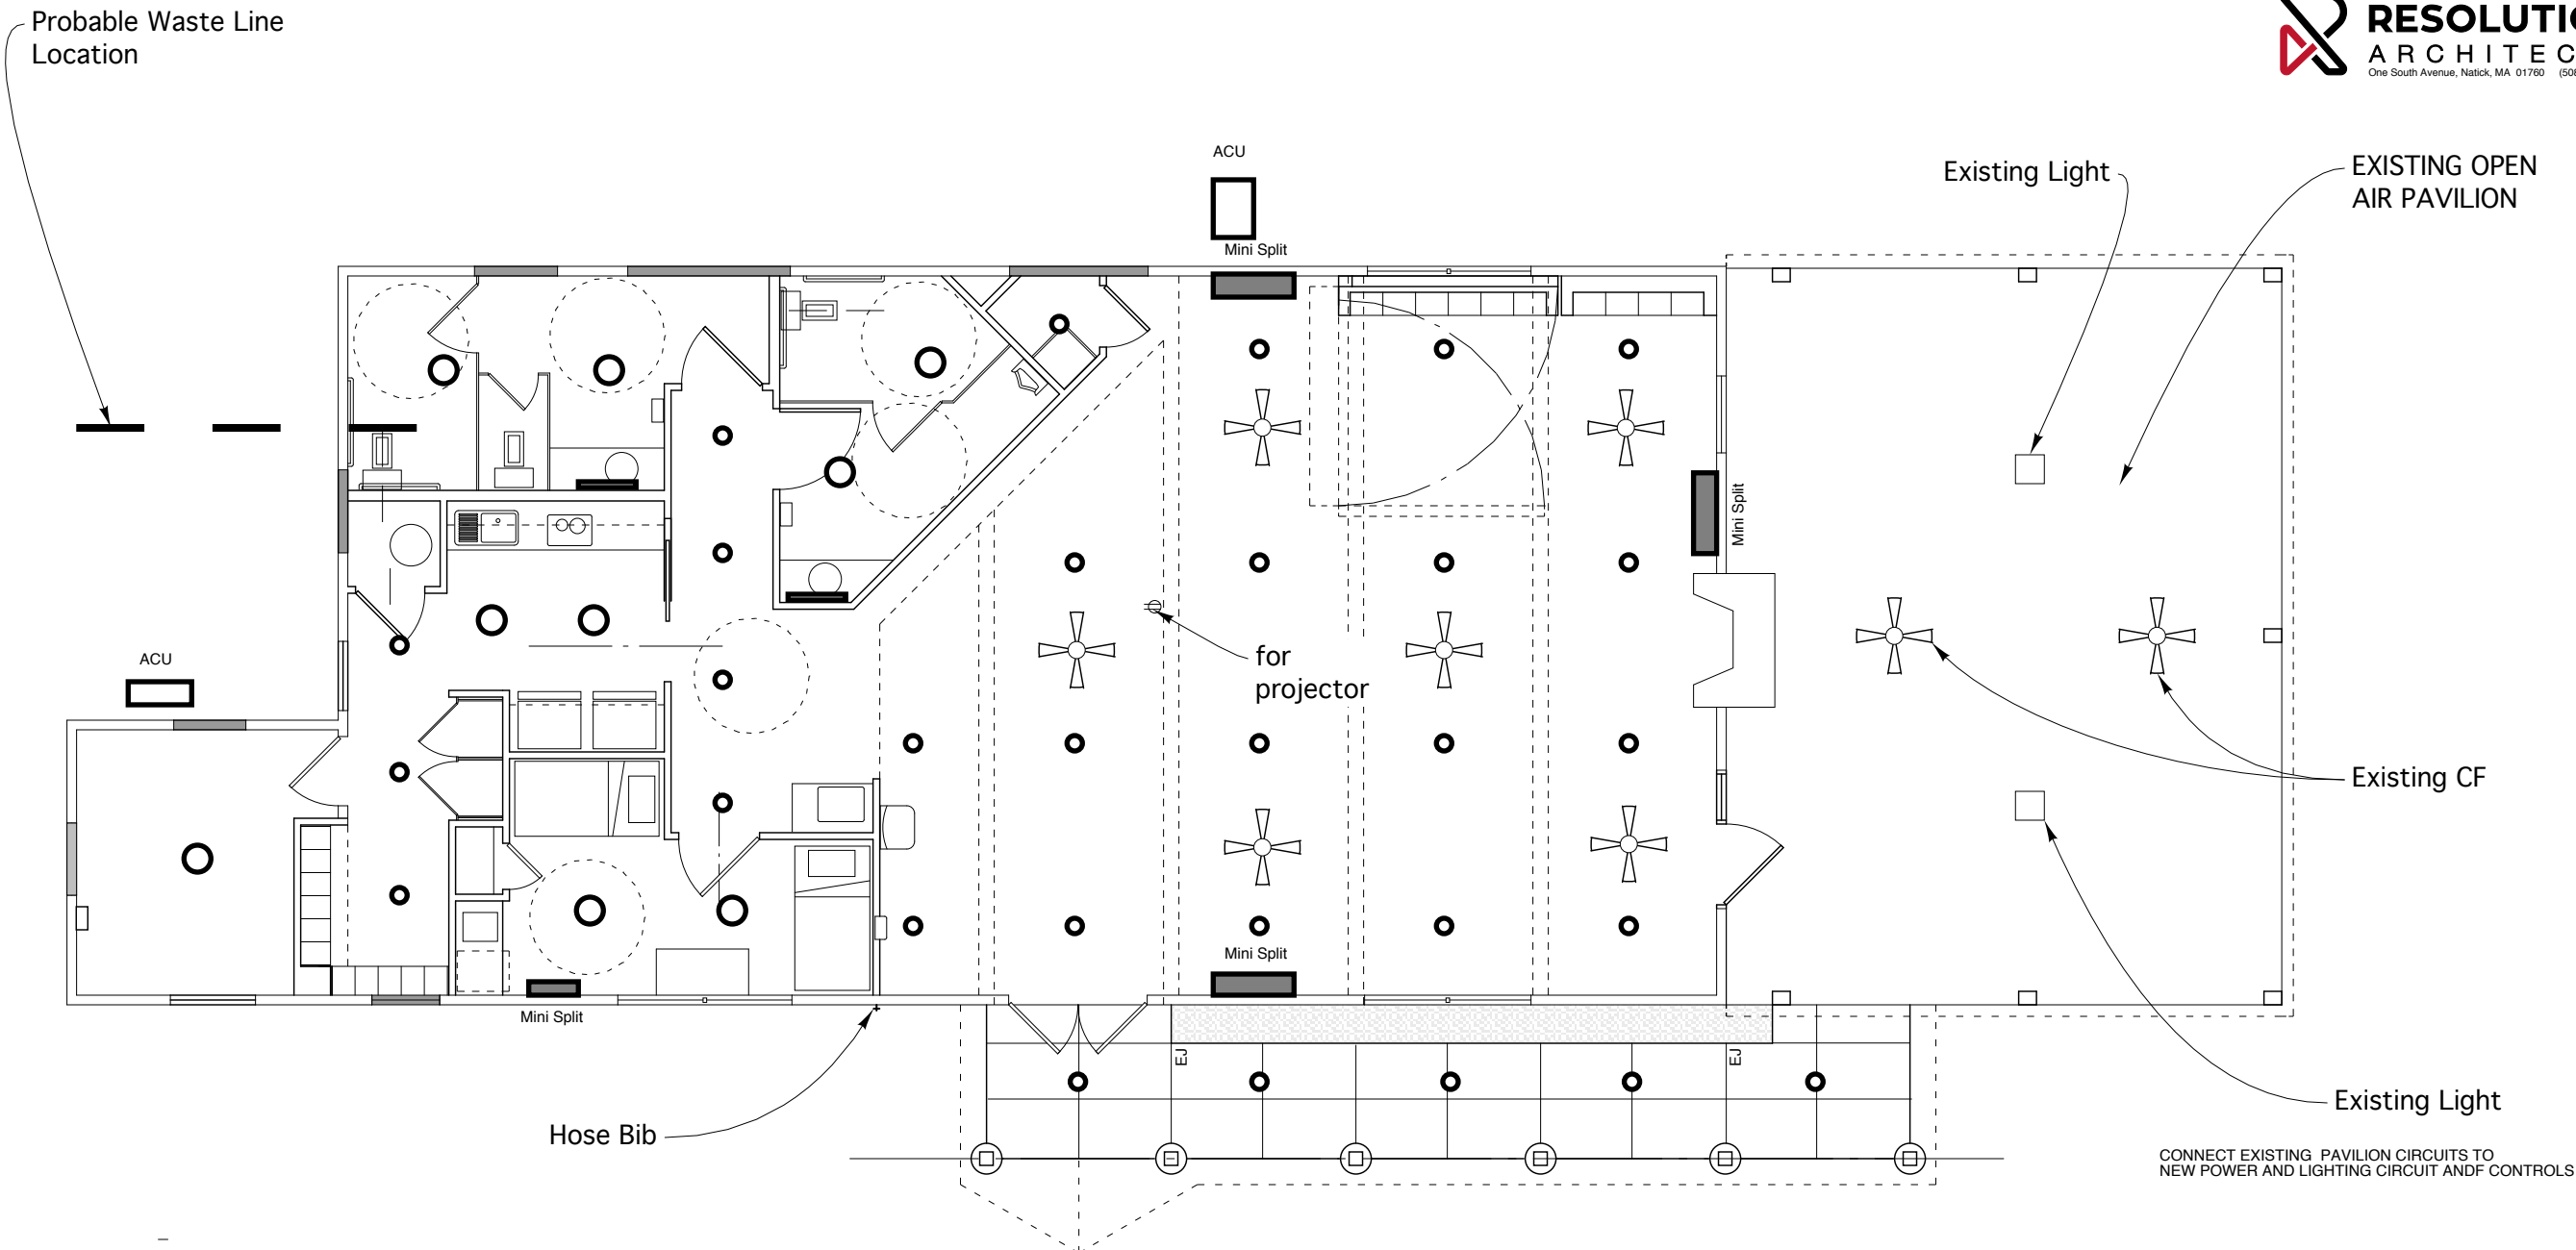 Probable Waste Line
Location
RESOLUTI
ARCHITEC
One South Avenue, Natick, MA 01760 (508
ACU
Mini Split
Existing Light
EXISTING OPEN
AIR PAVILION
Mini Split
for
projector
ACU
Existing CF
Mini Split
Mini Split
EJ
EJ
Hose Bib
Existing Light
CONNECT EXISTING PAVILION CIRCUITS TO
NEW POWER AND LIGHTING CIRCUIT ANDF CONTROLS